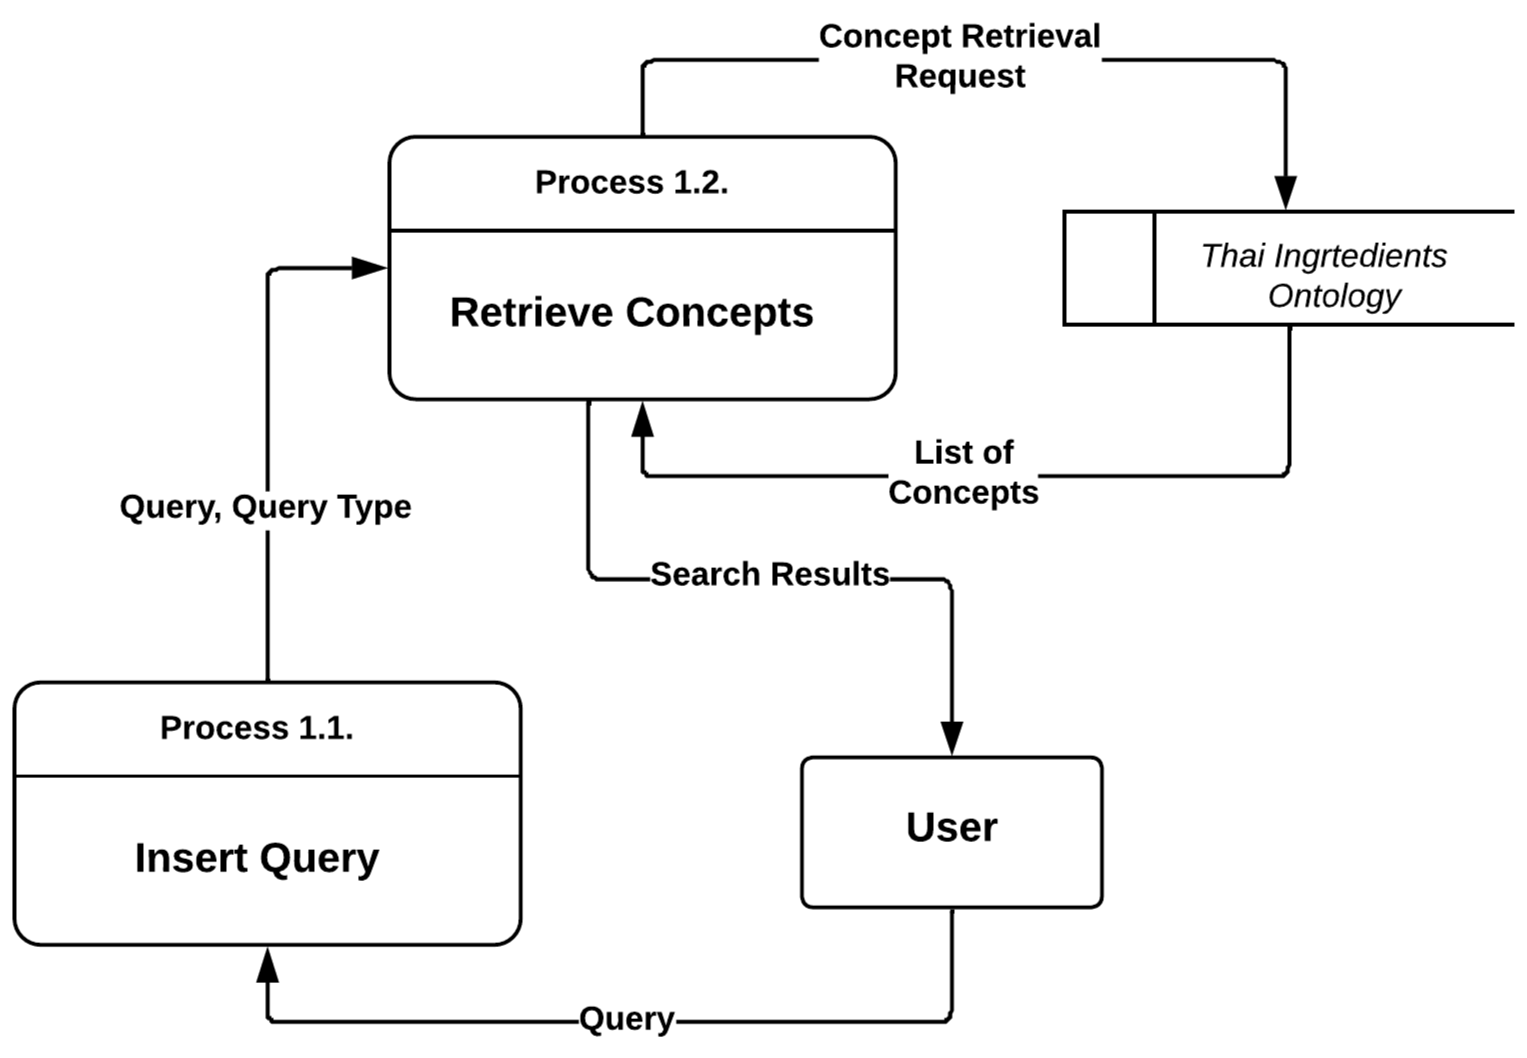 Concept Retrieval
Request
Process 1.2.
Retrieve Concepts
Thai Ingrtedients
Ontology
List of
Concepts
Query, Query Type
Search Results
Process 1.1.
Insert Query
User
Query